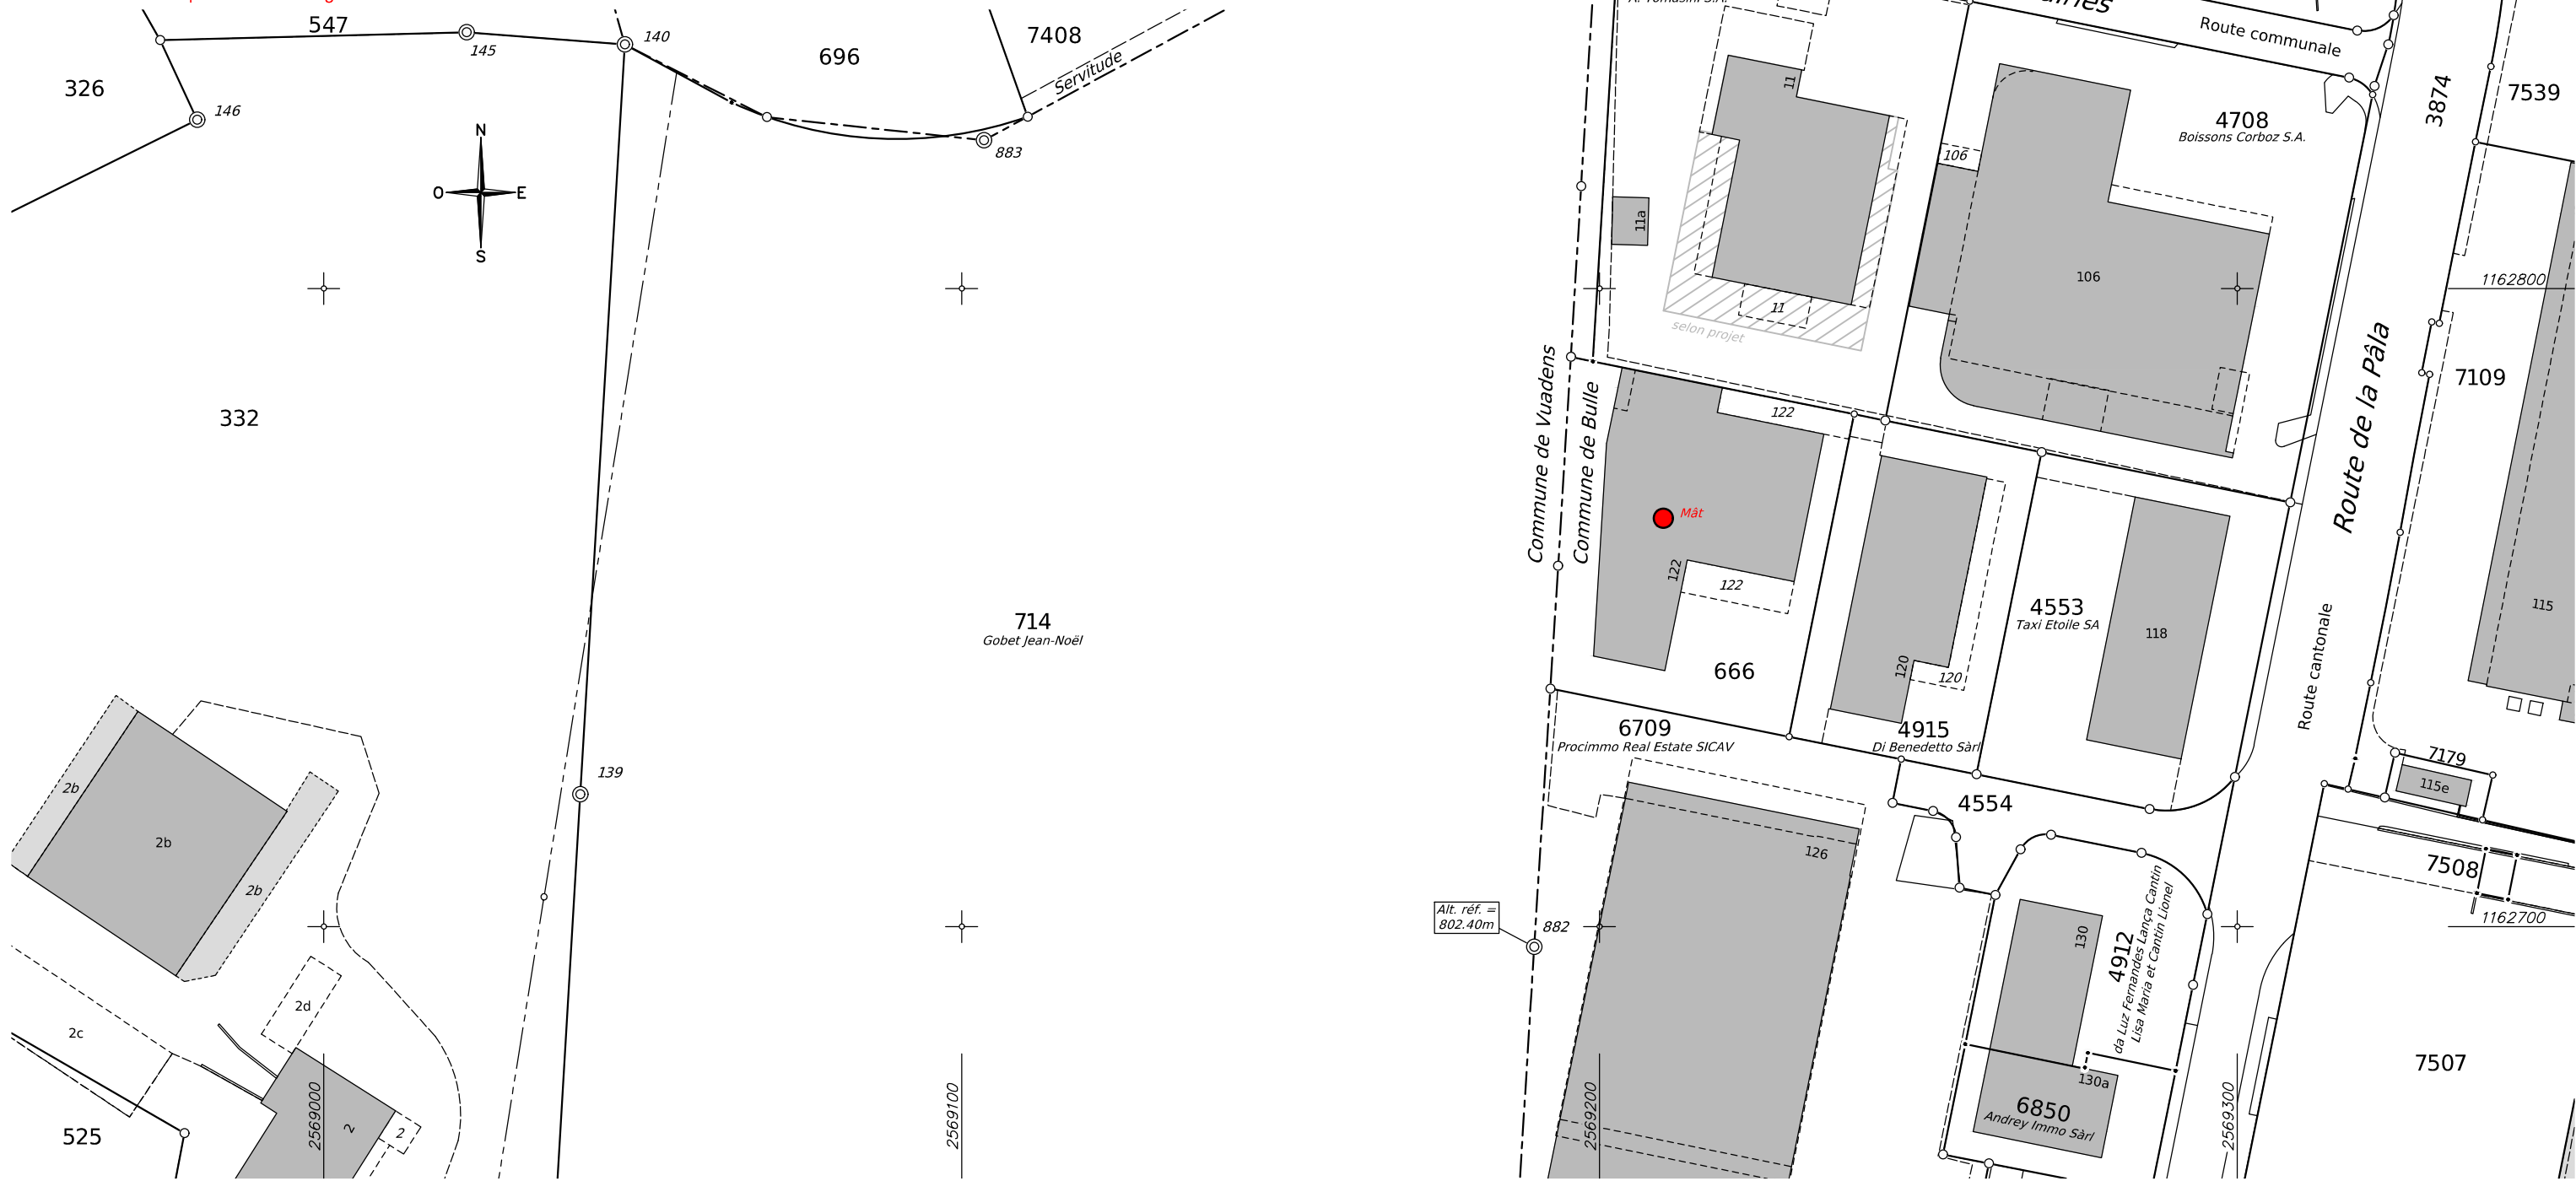 547
145
140
696
7408
Servitude
326
146
883
N
O
E
S
332
714
Gobet Jean-Noël
139
2b
2b
2b
2d
2c
525
2
2
2569000
2569100
Route communale
11
4708
Boissons Corboz S.A.
3874
7539
106
11a
106
1162800
11
selon projet
Commune de Vuadens
Commune de Bulle
122
Route de la Pâla
7109
Mât
122
122
4553
Taxi Etoile SA
118
115
Route cantonale
666
120
120
6709
Procimmo Real Estate SICAV
4915
Di Benedetto Sàrl
7179
115e
4554
126
7508
Alt. réf. =
802.40m
882
1162700
130
4912
da Luz Fernandes Lança Cantin
Lisa Maria et Cantin Lionel
130a
6850
Andrey Immo Sàrl
7507
2569200
2569300